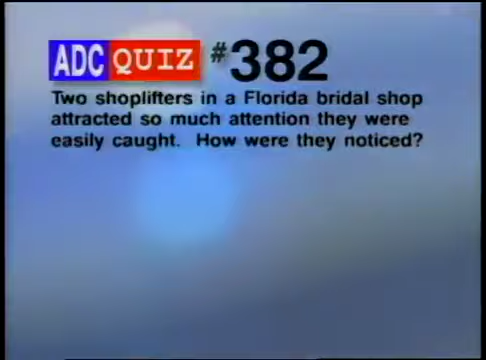 ADC QUIZ #382
Two shoplifters in a Florida bridal shop
attracted so much attention they were
easily caught. How were they noticed?